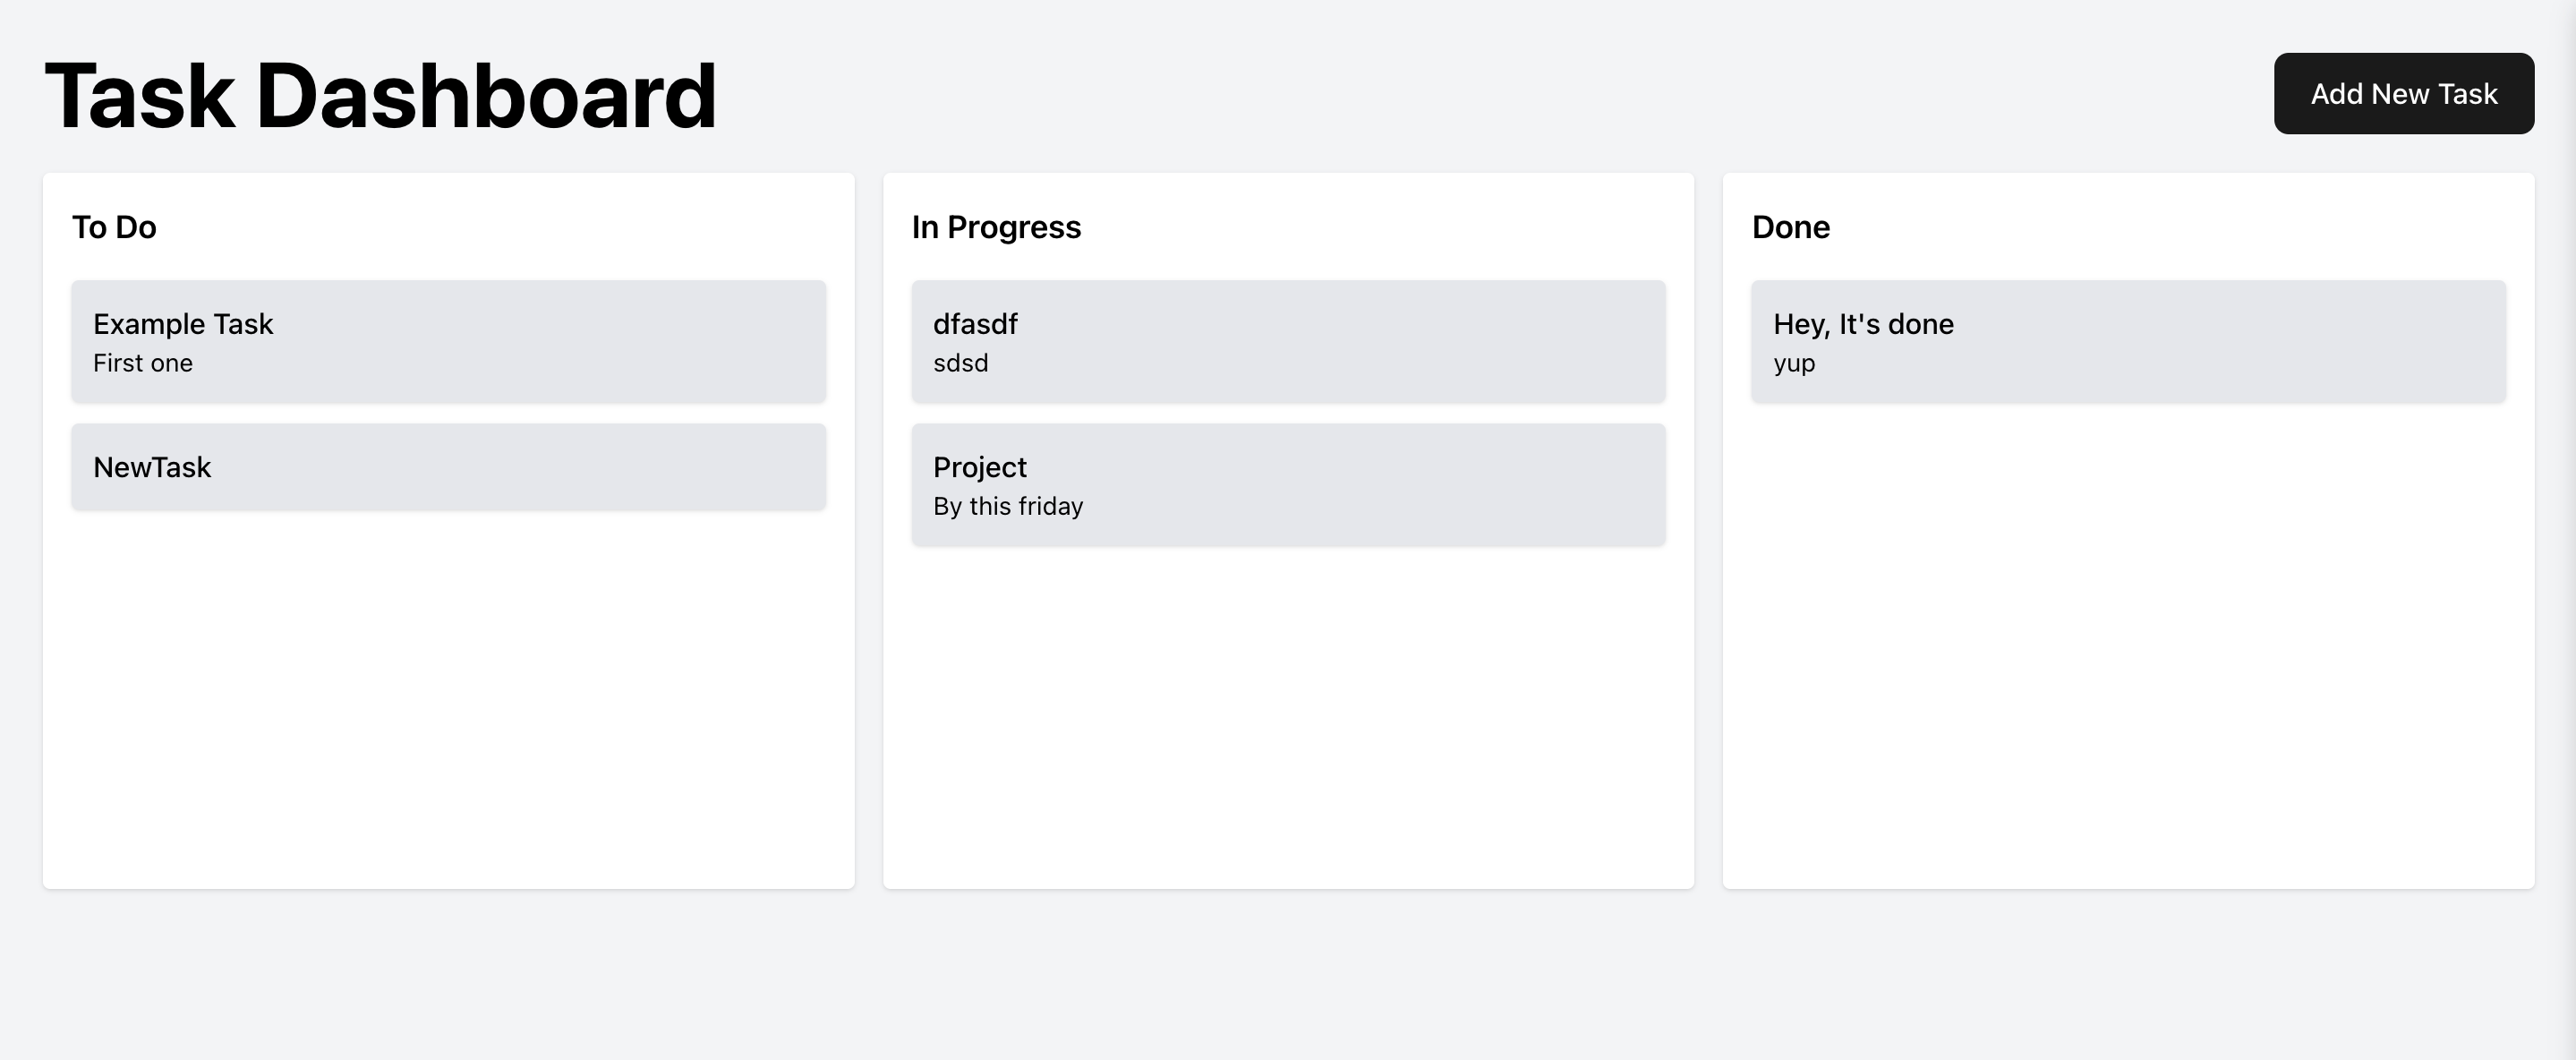 Task Dashboard
Add New Task
To Do
Example Task
First one
NewTask
In Progress
dfasdf
sdsd
Project
By this friday
Done
Hey, It's done
yup